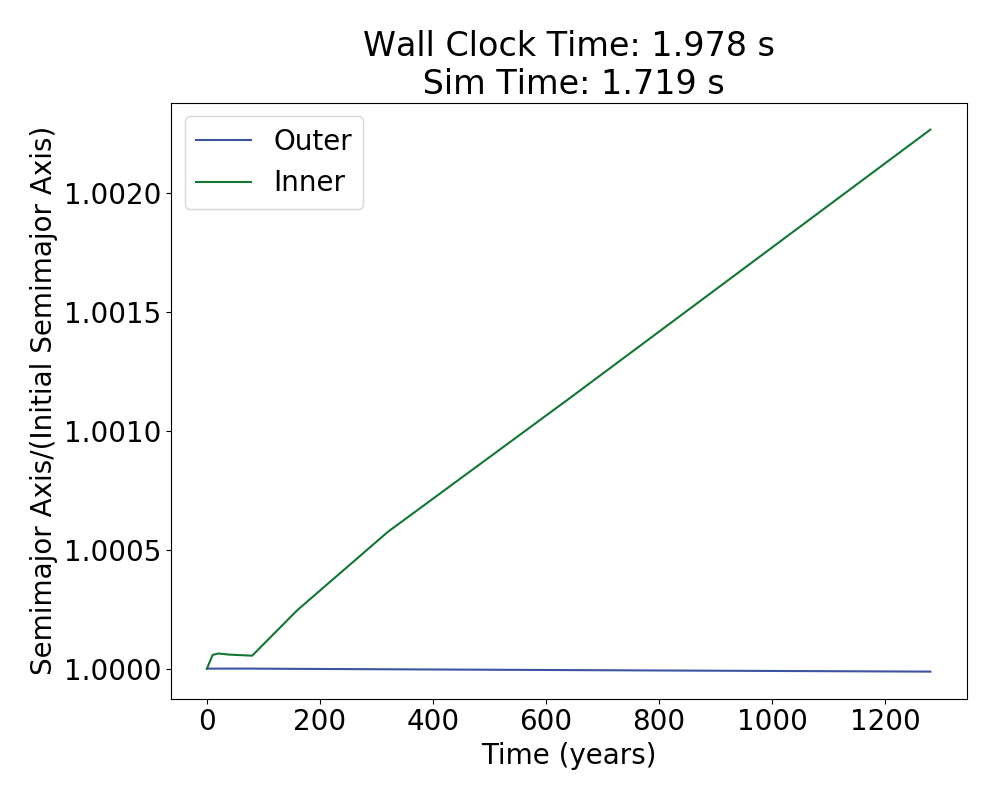 Wall Clock Time: 1.978 s
Sim Time: 1.719 s
Outer
Inner
Semimajor Axis/(Initial Semimajor Axis)
1.0020
1.0015
1.0010
1.0005
1.0000
0
200
400
600
800
1000
1200
Time (years)